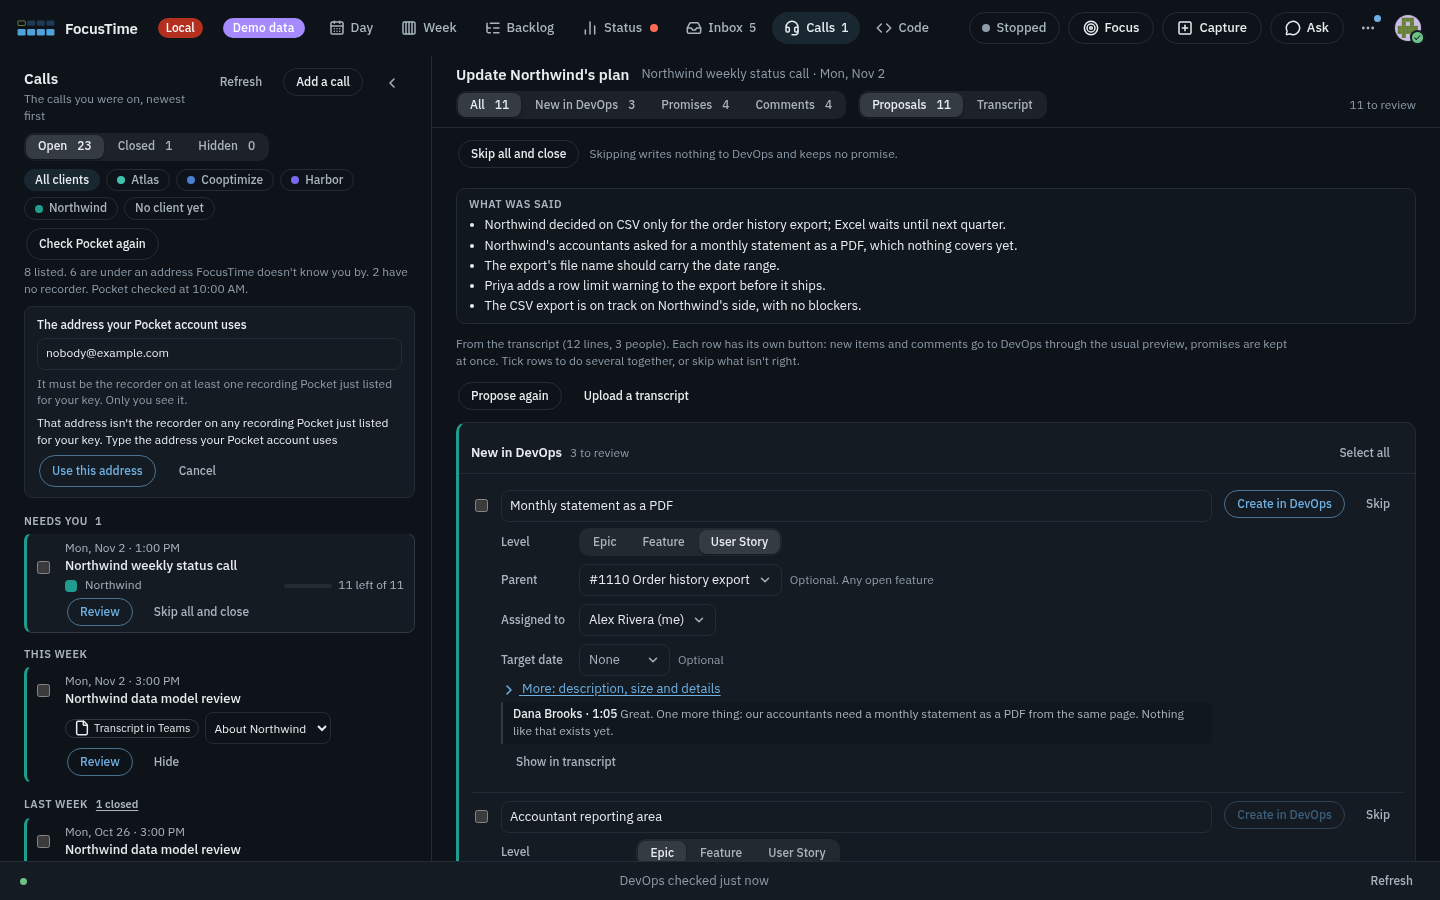 FocusTime
Local
Demo data
Day
Week
Backlog
Status
Inbox 5
Calls 1
Code
Stopped
Focus
Capture
Ask
Calls
The calls you were on, newest
first
Refresh
Add a call
Open 23
Closed 1
Hidden 0
All clients
Atlas
Cooptimize
Harbor
Northwind
No client yet
Check Pocket again
8 listed. 6 are under an address FocusTime doesn't know you by. 2 have
no recorder. Pocket checked at 10:00 AM.
The address your Pocket account uses
nobody@example.com
It must be the recorder on at least one recording Pocket just listed
for your key. Only you see it.
That address isn't the recorder on any recording Pocket just listed
for your key. Type the address your Pocket account uses
Use this address
Cancel
NEEDS YOU 1
Mon, Nov 2 · 1:00 PM
Northwind weekly status call
Northwind
11 left of 11
Review
Skip all and close
THIS WEEK
Mon, Nov 2 · 3:00 PM
Northwind data model review
Transcript in Teams
About Northwind
Review
Hide
LAST WEEK 1 closed
Mon, Oct 26 · 3:00 PM
Northwind data model review
Update Northwind's plan
Northwind weekly status call · Mon, Nov 2
All 11
New in DevOps 3
Promises 4
Comments 4
Proposals 11
Transcript
11 to review
Skip all and close
Skipping writes nothing to DevOps and keeps no promise.
WHAT WAS SAID
• Northwind decided on CSV only for the order history export; Excel waits until next quarter.
• Northwind's accountants asked for a monthly statement as a PDF, which nothing covers yet.
• The export's file name should carry the date range.
• Priya adds a row limit warning to the export before it ships.
• The CSV export is on track on Northwind's side, with no blockers.
From the transcript (12 lines, 3 people). Each row has its own button: new items and comments go to DevOps through the usual preview, promises are kept
at once. Tick rows to do several together, or skip what isn't right.
Propose again
Upload a transcript
New in DevOps 3 to review
Select all
Monthly statement as a PDF
Create in DevOps
Skip
Level
Epic
Feature
User Story
Parent
#1110 Order history export
Optional. Any open feature
Assigned to
Alex Rivera (me)
Target date
None
Optional
More: description, size and details
Dana Brooks · 1:05 Great. One more thing: our accountants need a monthly statement as a PDF from the same page. Nothing
like that exists yet.
Show in transcript
Accountant reporting area
Create in DevOps
Skip
Level
Epic
Feature
User Story
DevOps checked just now
Refresh